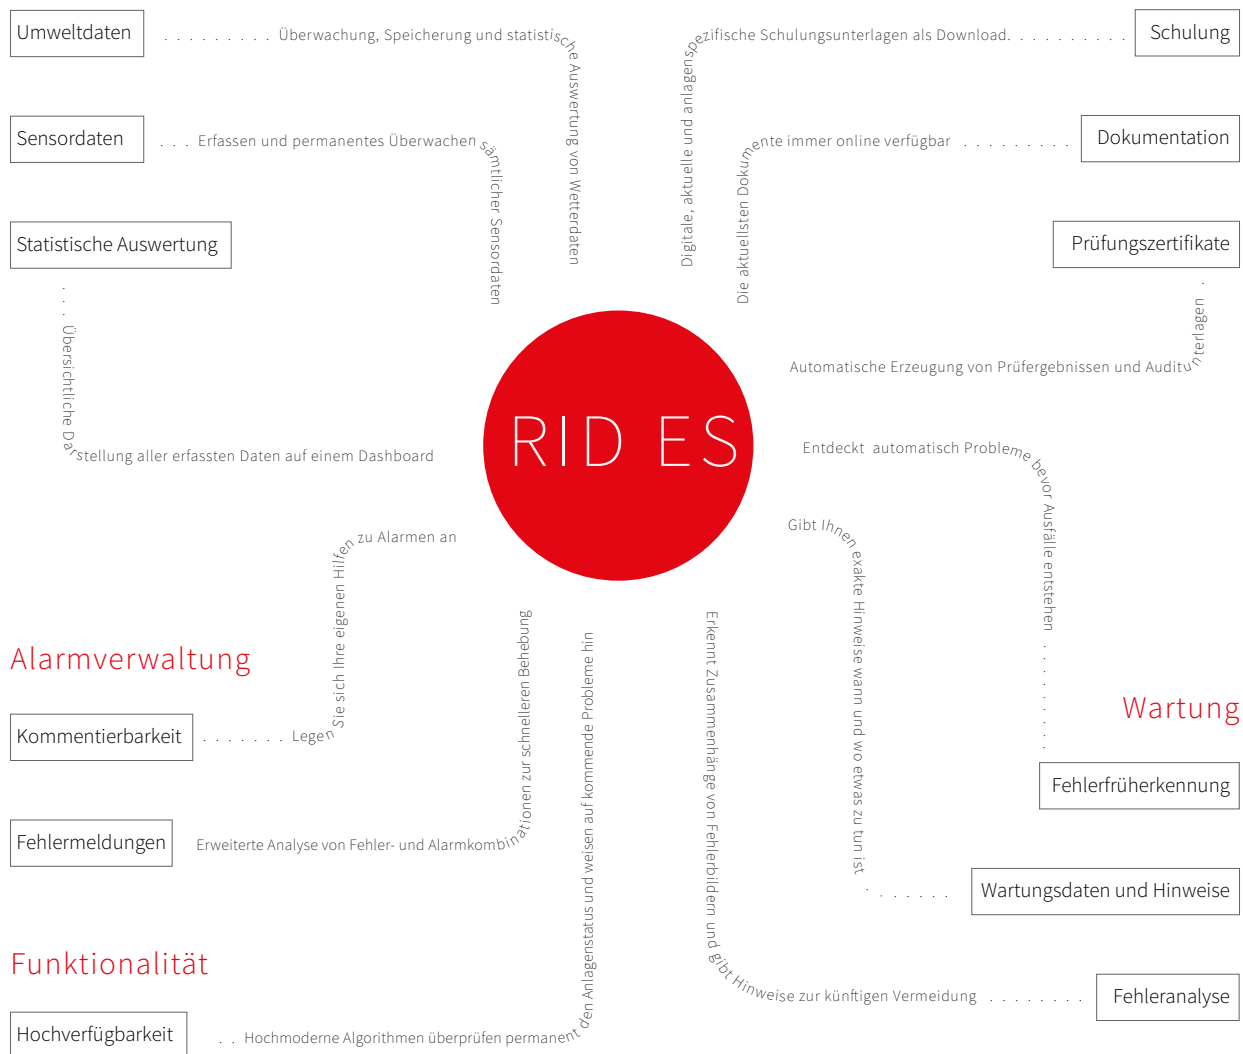 Umweltdaten
Überwachung, Speicherung und statistische Auswertung von Wetterdaten
Sensordaten
Erfassen und permanentes Überwachen sämtlicher Sensordaten
Statistische Auswertung
Übersichtliche Darstellung aller erfassten Daten auf einem Dashboard
Schulung
Digitale, aktuelle und anlagenspezifische Schulungsunterlagen als Download.
Dokumentation
Die aktuellsten Dokumente immer online verfügbar
Prüfungszertifikate
Automatische Erzeugung von Prüfergebnissen und Auditunterlagen
RID ES
Alarmverwaltung
Kommentierbarkeit
Legen Sie sich Ihre eigenen Hilfen zu Alarmen an
Fehlermeldungen
Erweiterte Analyse von Fehler- und Alarmkombinationen zur schnelleren Behebung
Funktionalität
Hochverfügbarkeit
Hochmoderne Algorithmen überprüfen permanent den Anlagenstatus und weisen auf kommende Probleme hin
Wartung
Fehlerfrüherkennung
Entdeckt automatisch Probleme bevor Ausfälle entstehen
Wartungsdaten und Hinweise
Gibt Ihnen exakte Hinweise wann und wo etwas zu tun ist
Fehleranalyse
Erkennt Zusammenhänge von Fehlerbildern und gibt Hinweise zur künftigen Vermeidung